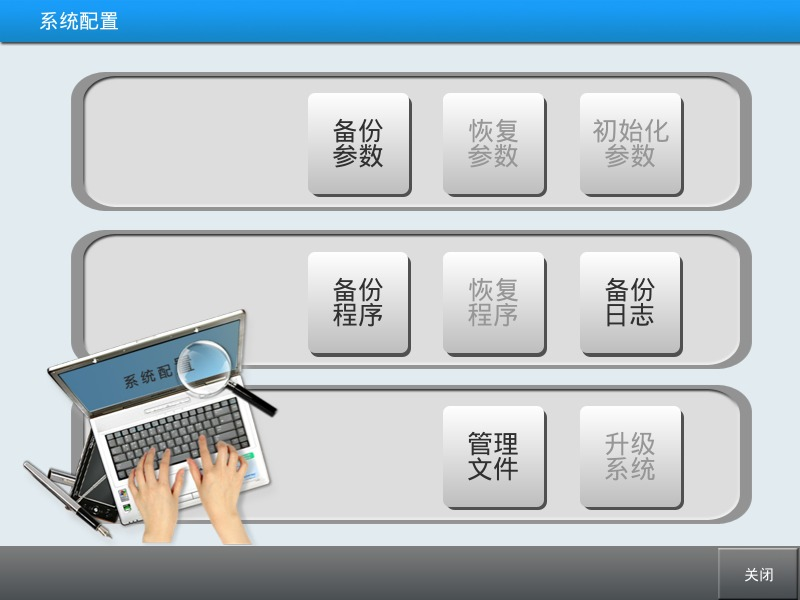 系统配置
备份
参数
恢复
参数
初始化
参数
备份
程序
恢复
程序
备份
日志
系统配置
管理
文件
升级
系统
关闭